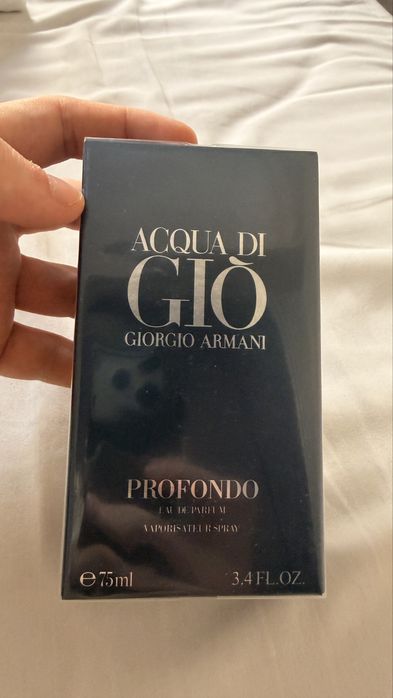 ACQUA DI
GIÒ
GIORGIO ARMANI
PROFONDO
EAU DE PARFUM
VAPORISATEUR SPRAY
℮ 75ml 3,4 FL.OZ.